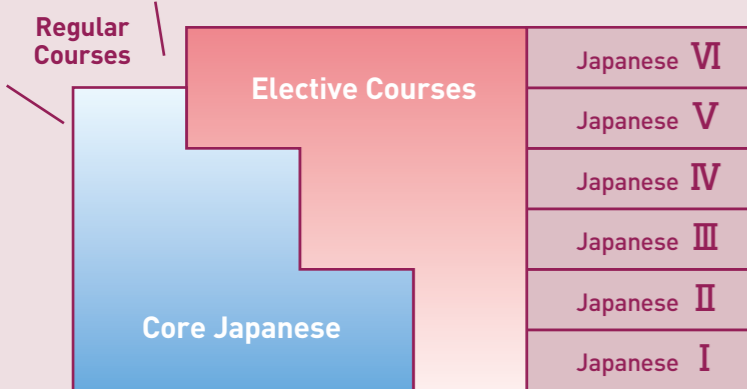 Regular
Courses
Elective Courses
Core Japanese
Japanese Ⅵ
Japanese Ⅴ
Japanese Ⅳ
Japanese Ⅲ
Japanese Ⅱ
Japanese Ⅰ